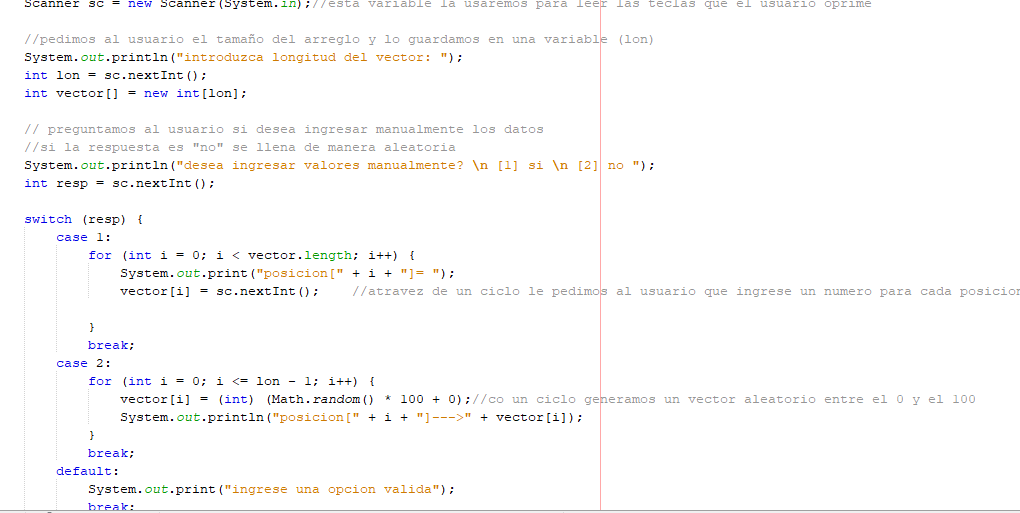 Scanner sc = new Scanner(System.in);//esta variable la usaremos para leer las teclas que el usuario oprime
//pedimos al usuario el tamaño del arreglo y lo guardamos en una variable (lon)
System.out.println("introduzca longitud del vector: ");
int lon = sc.nextInt();
int vector[] = new int[lon];
// preguntamos al usuario si desea ingresar manualmente los datos
//si la respuesta es "no" se llena de manera aleatoria
System.out.println("desea ingresar valores manualmente? \n [1] si \n [2] no ");
int resp = sc.nextInt();
switch (resp) {
case 1:
for (int i = 0; i < vector.length; i++) {
System.out.print("posicion[" + i + "]= ");
vector[i] = sc.nextInt();    //atravez de un ciclo le pedimos al usuario que ingrese un numero para cada posicion
}
break;
case 2:
for (int i = 0; i <= lon - 1; i++) {
vector[i] = (int) (Math.random() * 100 + 0);//co un ciclo generamos un vector aleatorio entre el 0 y el 100
System.out.println("posicion[" + i + "]--->" + vector[i]);
}
break;
default:
System.out.print("ingrese una opcion valida");
break;